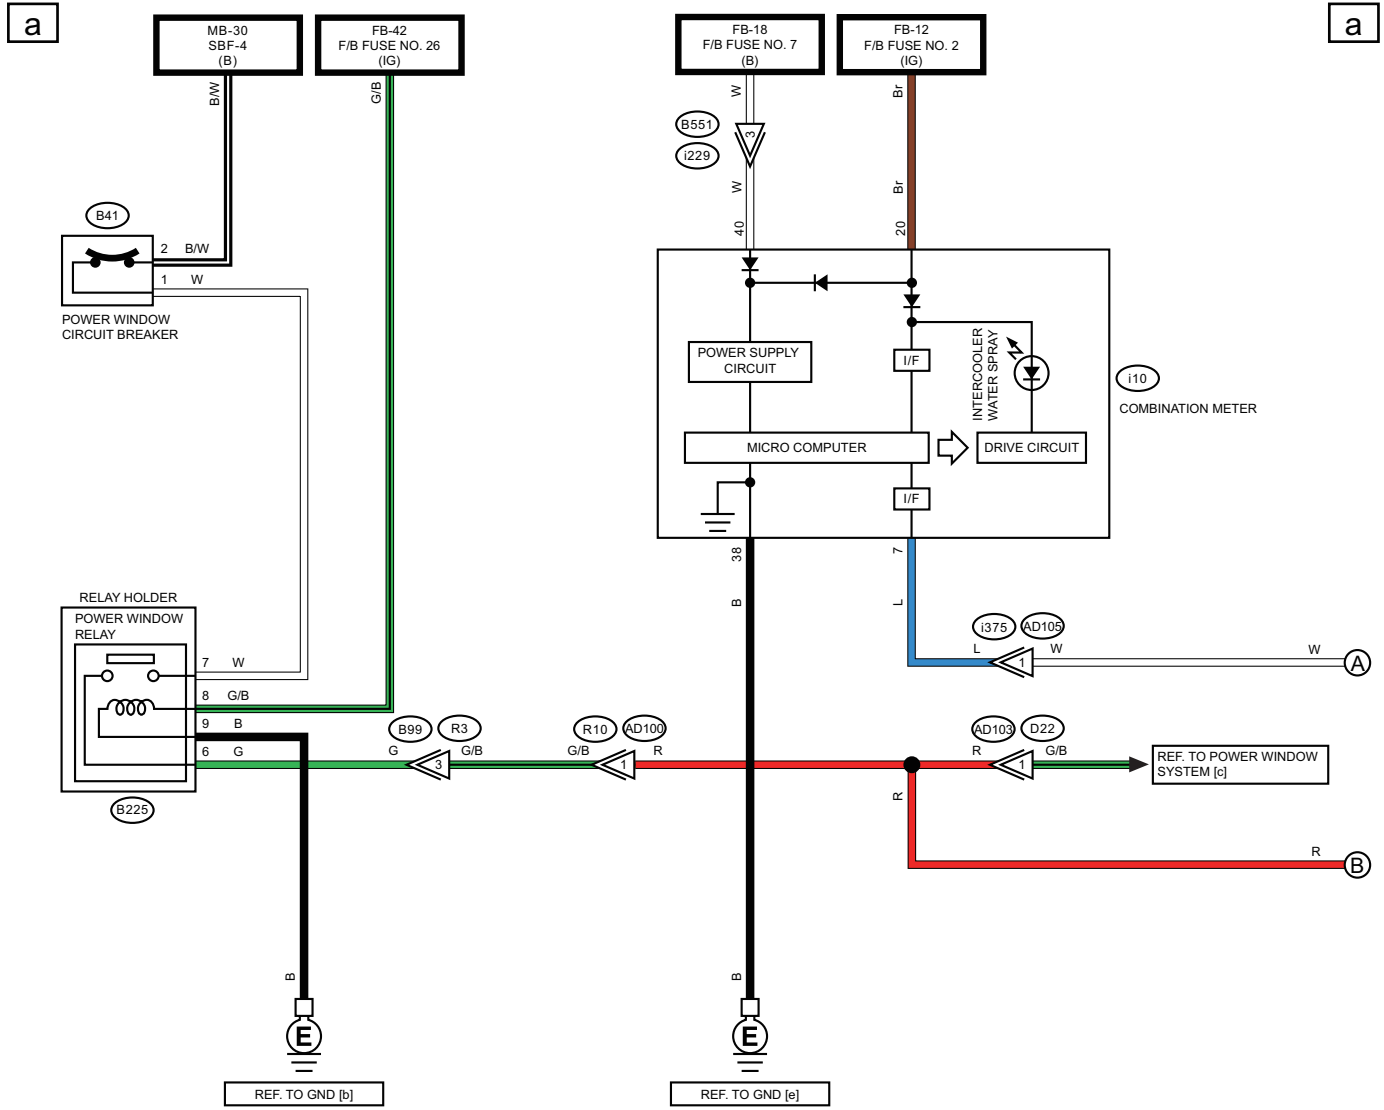 a
MB-30
SBF-4
(B)
FB-42
F/B FUSE NO. 26
(IG)
FB-18
F/B FUSE NO. 7
(B)
FB-12
F/B FUSE NO. 2
(IG)
a
B/W
G/B
W
Br
B551
3
i229
W
Br
B41
40
20
2 B/W
1 W
POWER WINDOW
CIRCUIT BREAKER
POWER SUPPLY
CIRCUIT
I/F
INTERCOOLER
WATER SPRAY
i10
COMBINATION METER
MICRO COMPUTER
DRIVE CIRCUIT
I/F
38
7
B
L
RELAY HOLDER
POWER WINDOW
RELAY
i375 AD105
L 1 W
W
A
7 W
8 G/B
9 B
6 G
B225
B99 R3
G 3 G/B
R10 AD100
G/B 1 R
AD103 D22
R 1 G/B
REF. TO POWER WINDOW
SYSTEM [c]
R
R
B
B
B
E
E
REF. TO GND [b]
REF. TO GND [e]